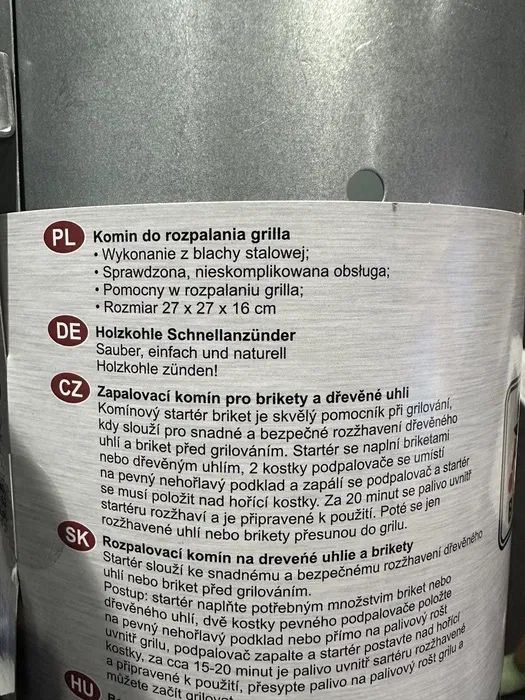 PL Komin do rozpalania grilla
• Wykonanie z blachy stalowej;
• Sprawdzona, nieskomplikowana obsługa;
• Pomocny w rozpalaniu grilla;
• Rozmiar 27 x 27 x 16 cm
DE Holzkohle Schnellanzünder
Sauber, einfach und naturell
Holzkohle zünden!
CZ Zapalovací komín pro brikety a dřevěné uhli
Komínový startér briket je skvělý pomocník při grilování,
kdy slouží pro snadné a bezpečné rozžhavení dřevěného
uhlí a briket před grilováním. Startér se naplní briketami
nebo dřevěným uhlím, 2 kostky podpalovače se umístí
na pevný nehořlavý podklad a zapálí se podpalovač a startér
se musí položit nad hořící kostky. Za 20 minut se palivo uvnitř
startéru rozžhaví a je připravené k použití. Poté se jen
rozžhavené uhlí nebo brikety přesunou do grilu.
SK Rozpalovací komín na dreveńé uhlie a brikety
Startér slouží ke snadnému a bezpečnému rozžhavení dřevěného
uhlí nebo briket před grilováním.
Postup: startér naplňte potřebným množstvim briket nebo
dřevěného uhlí, dvě kostky pevného podpalovače položte
na pevný nehořlavý podklad nebo přímo na palivový rošt
uvnitř grilu, podpalovač zapalte a startér postavte nad hořící
kostky, za cca 15-20 minut je palivo uvnitř sartéru rozžhavené
a připravené k použití, přesypte palivo na palivový rošt grilu a
můžete začít grilovat
HU